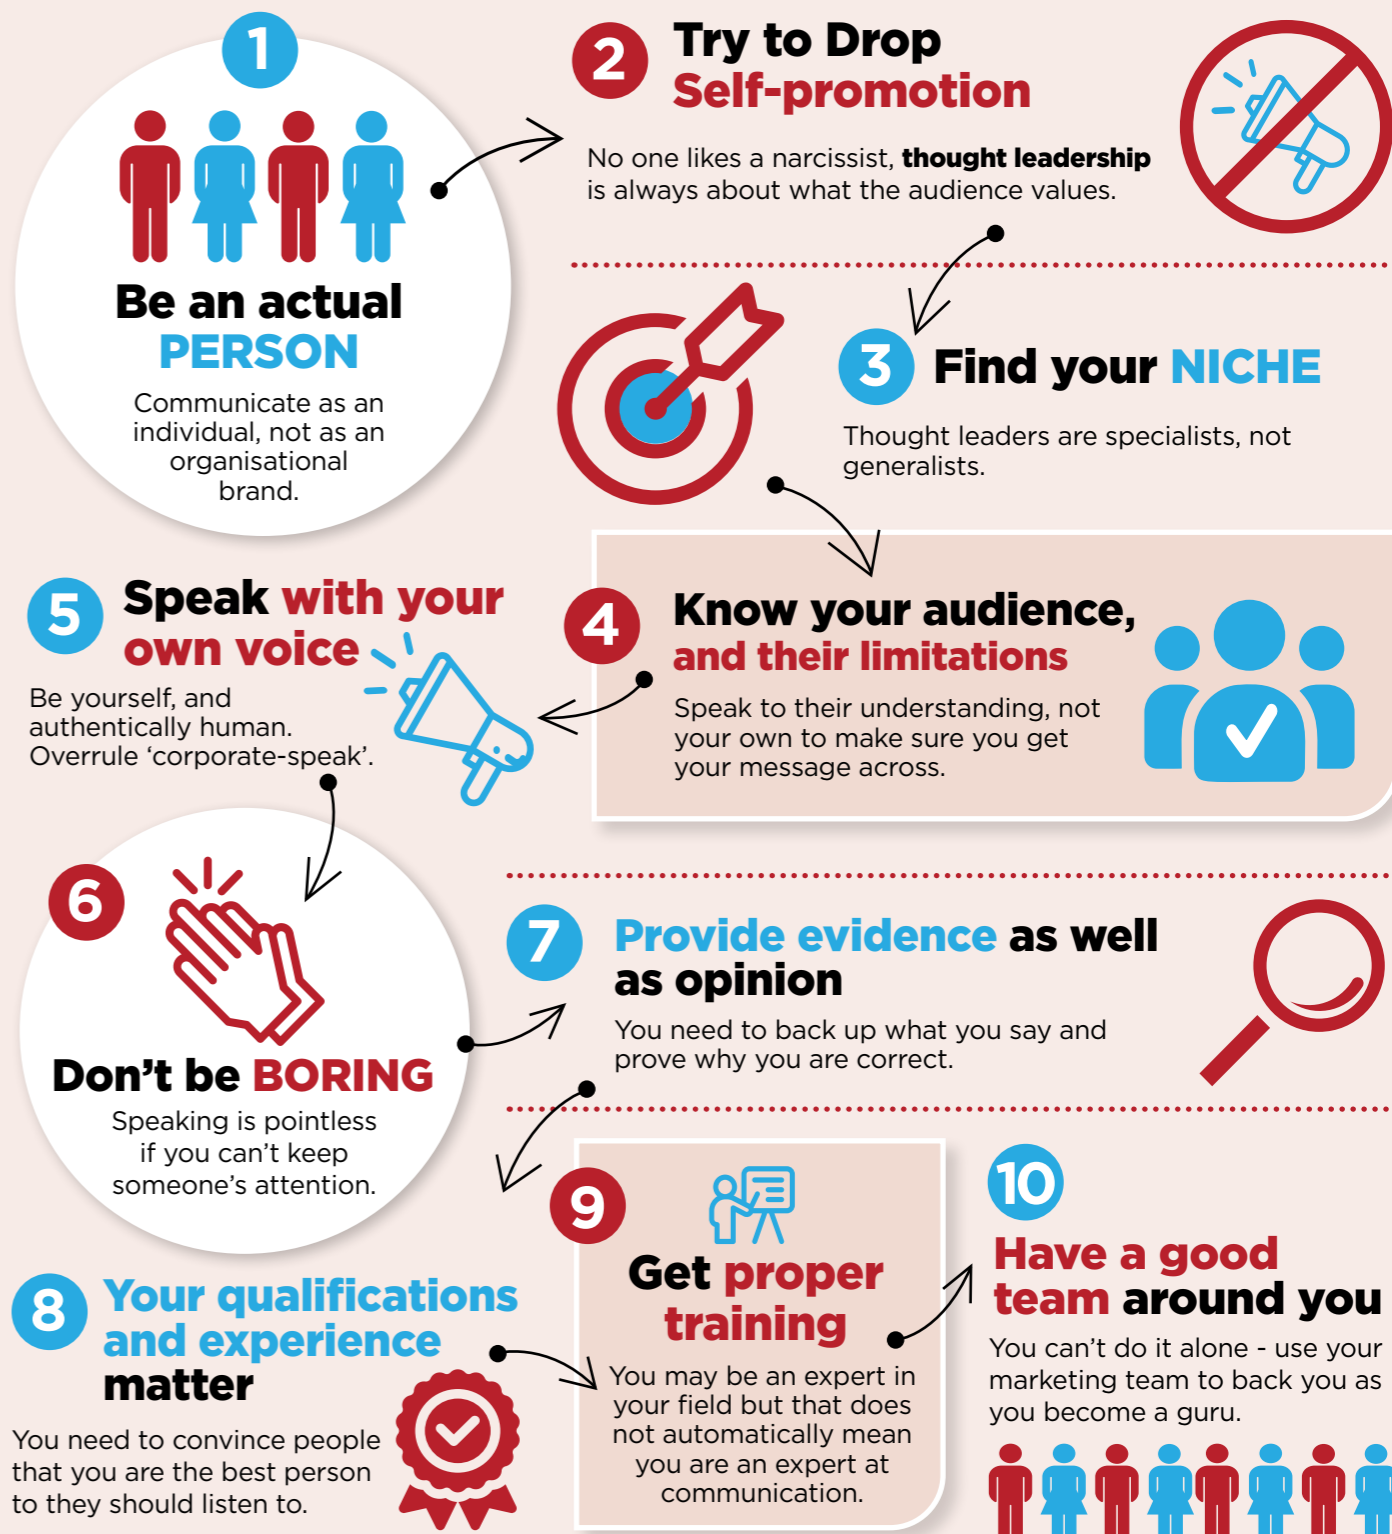 1
Be an actual
PERSON
Communicate as an
individual, not as an
organisational
brand.
2
Try to Drop
Self-promotion
No one likes a narcissist, thought leadership
is always about what the audience values.
3
Find your NICHE
Thought leaders are specialists, not
generalists.
4
Know your audience,
and their limitations
Speak to their understanding, not
your own to make sure you get
your message across.
5
Speak with your
own voice
Be yourself, and
authentically human.
Overrule ‘corporate-speak’.
6
Don’t be BORING
Speaking is pointless
if you can’t keep
someone’s attention.
7
Provide evidence as well
as opinion
You need to back up what you say and
prove why you are correct.
8
Your qualifications
and experience
matter
You need to convince people
that you are the best person
to they should listen to.
9
Get proper
training
You may be an expert in
your field but that does
not automatically mean
you are an expert at
communication.
10
Have a good
team around you
You can’t do it alone - use your
marketing team to back you as
you become a guru.